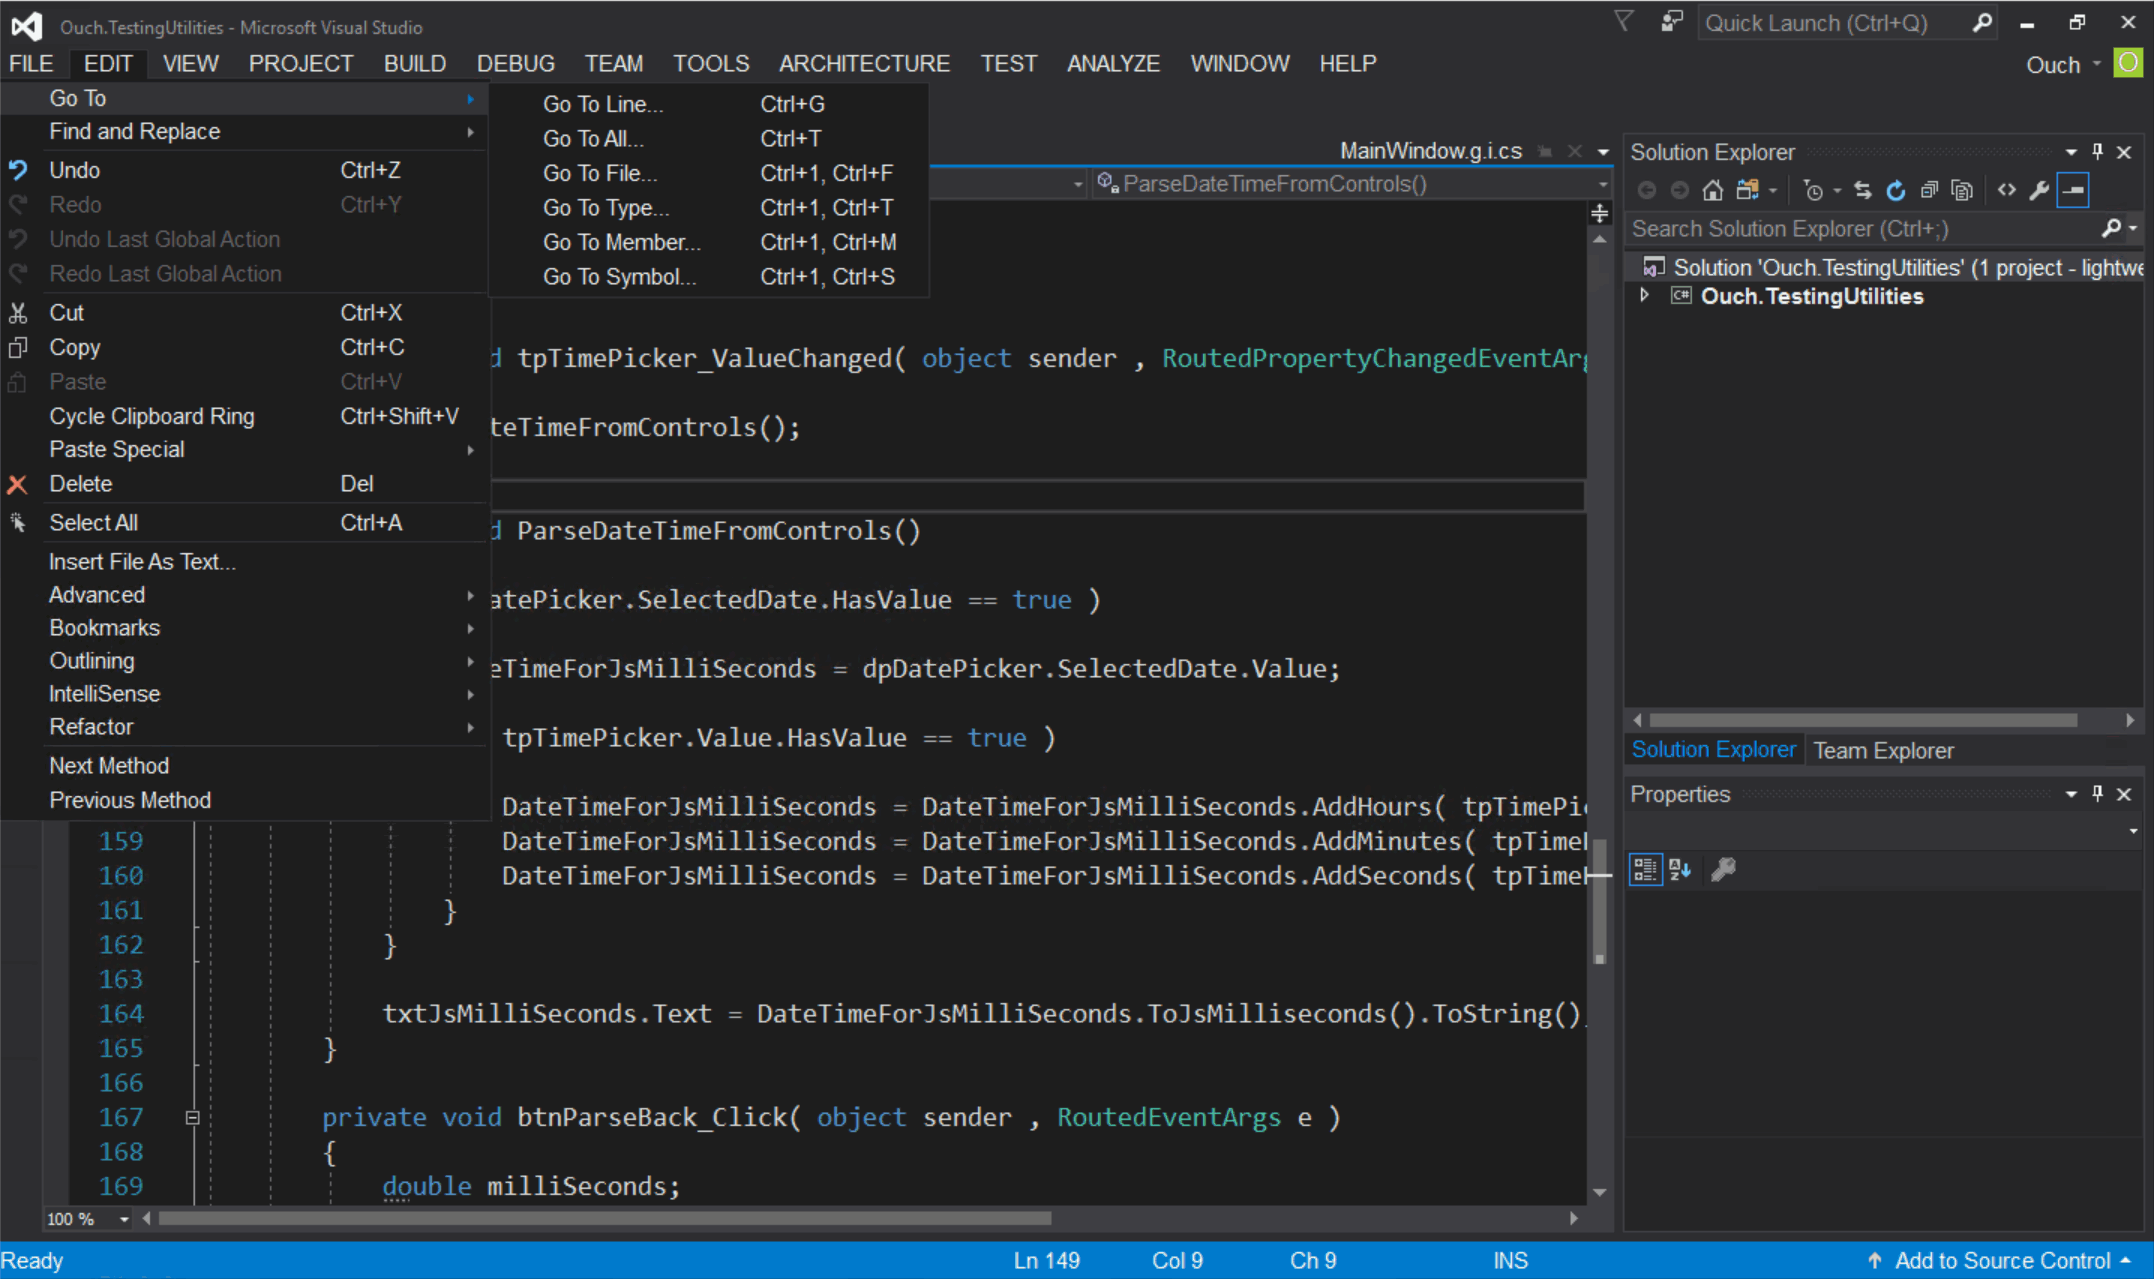 Ouch.TestingUtilities - Microsoft Visual Studio
Quick Launch (Ctrl+Q)
FILE EDIT VIEW PROJECT BUILD DEBUG TEAM TOOLS ARCHITECTURE TEST ANALYZE WINDOW HELP
Ouch O
Go To
Find and Replace
Undo Ctrl+Z
Redo Ctrl+Y
Undo Last Global Action
Redo Last Global Action
Cut Ctrl+X
Copy Ctrl+C
Paste Ctrl+V
Cycle Clipboard Ring Ctrl+Shift+V
Paste Special
Delete Del
Select All Ctrl+A
Insert File As Text...
Advanced
Bookmarks
Outlining
IntelliSense
Refactor
Next Method
Previous Method
Go To Line... Ctrl+G
Go To All... Ctrl+T
Go To File... Ctrl+1, Ctrl+F
Go To Type... Ctrl+1, Ctrl+T
Go To Member... Ctrl+1, Ctrl+M
Go To Symbol... Ctrl+1, Ctrl+S
MainWindow.g.i.cs
ParseDateTimeFromControls()
d tpTimePicker_ValueChanged( object sender , RoutedPropertyChangedEventArg
teTimeFromControls();
d ParseDateTimeFromControls()
atePicker.SelectedDate.HasValue == true )
eTimeForJsMilliSeconds = dpDatePicker.SelectedDate.Value;
tpTimePicker.Value.HasValue == true )
DateTimeForJsMilliSeconds = DateTimeForJsMilliSeconds.AddHours( tpTimePic
159 DateTimeForJsMilliSeconds = DateTimeForJsMilliSeconds.AddMinutes( tpTime
160 DateTimeForJsMilliSeconds = DateTimeForJsMilliSeconds.AddSeconds( tpTime
161 }
162 }
163
164 txtJsMilliSeconds.Text = DateTimeForJsMilliSeconds.ToJsMilliseconds().ToString()
165 }
166
167 private void btnParseBack_Click( object sender , RoutedEventArgs e )
168 {
169 double milliSeconds;
100 %
Solution Explorer
Search Solution Explorer (Ctrl+;)
Solution 'Ouch.TestingUtilities' (1 project - lightwe
C# Ouch.TestingUtilities
Solution Explorer Team Explorer
Properties
Ready Ln 149 Col 9 Ch 9 INS Add to Source Control